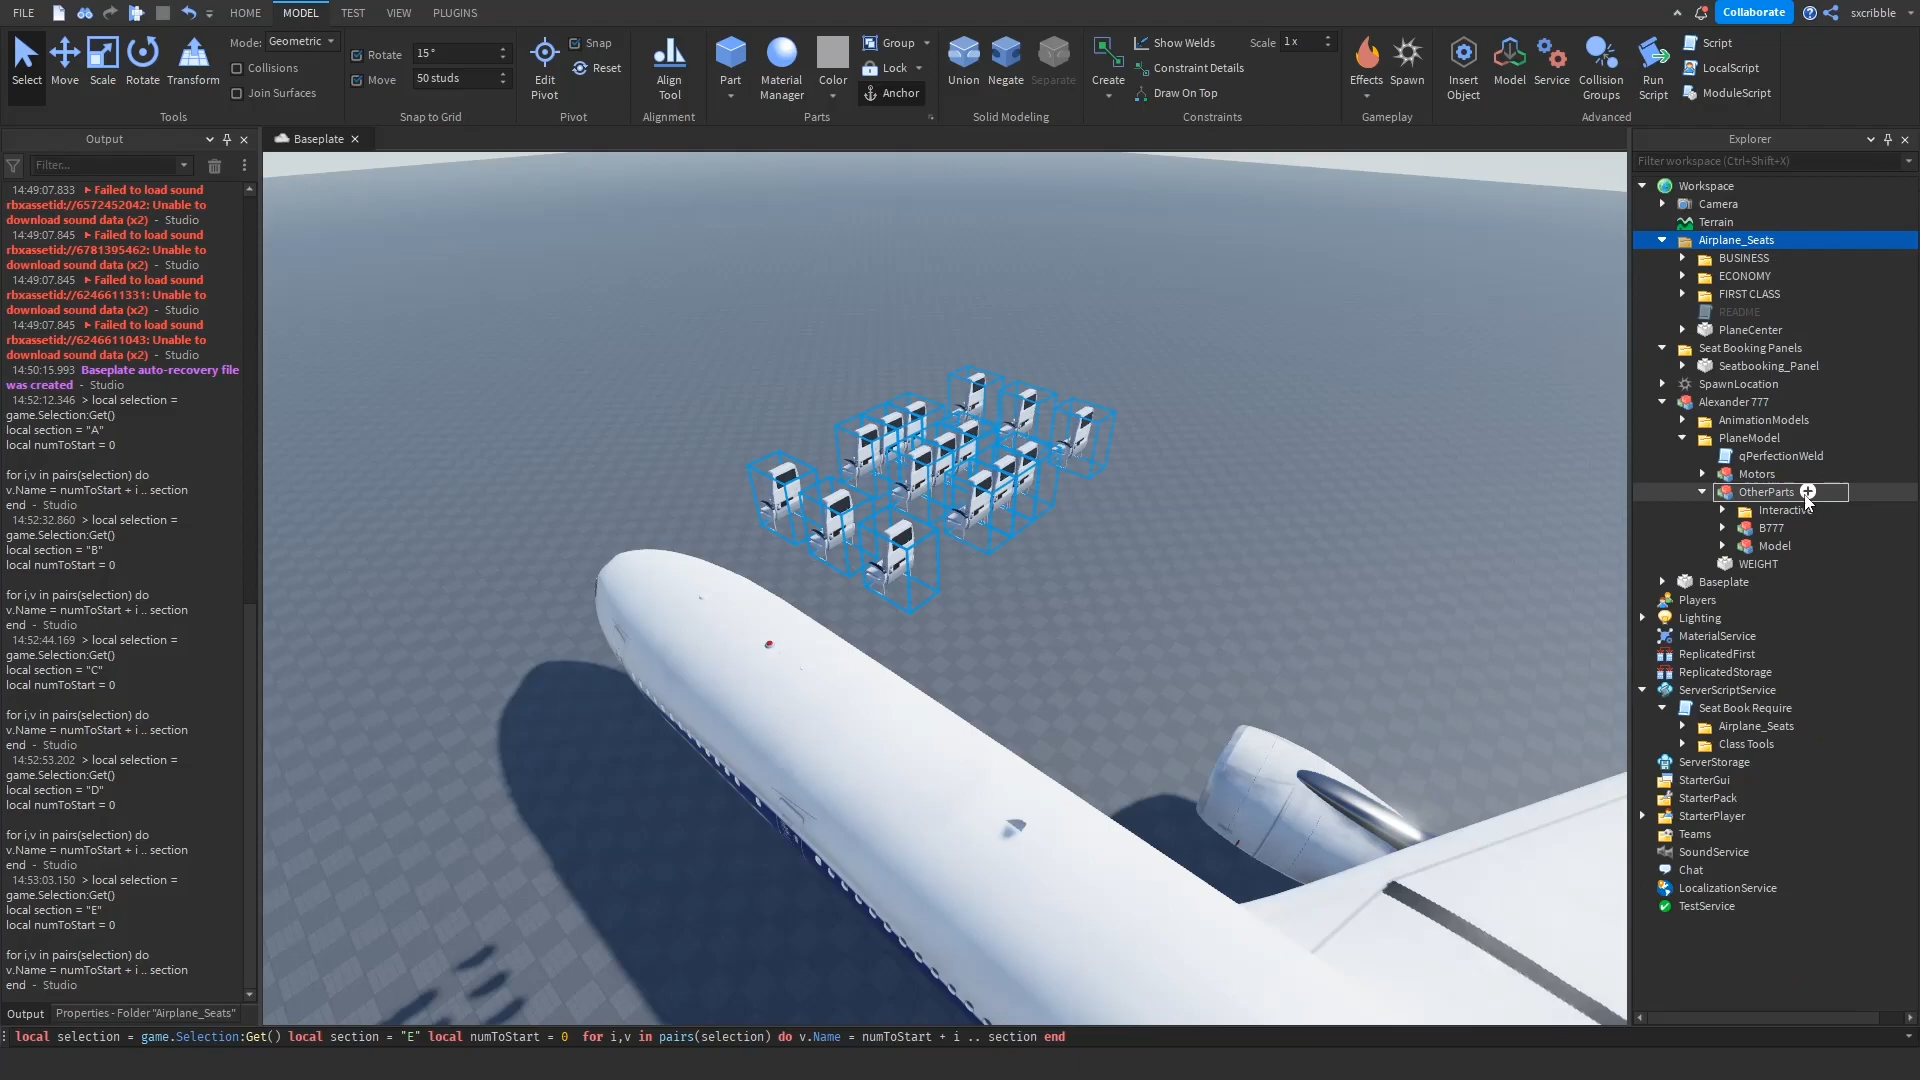 FILE
HOME
MODEL
TEST
VIEW
PLUGINS
Collaborate
sxcribble
Select
Move
Scale
Rotate
Transform
Mode: Geometric
Collisions
Join Surfaces
Tools
Rotate 15 °
Move 50 studs
Snap to Grid
Edit
Pivot
Snap
Reset
Pivot
Align
Tool
Alignment
Part
Material
Manager
Color
Group
Lock
Anchor
Parts
Union
Negate
Separate
Solid Modeling
Create
Show Welds
Scale 1 x
Constraint Details
Draw On Top
Constraints
Effects
Spawn
Gameplay
Insert
Object
Model
Service
Collision
Groups
Run
Script
Script
LocalScript
ModuleScript
Advanced
Output
Filter...
14:49:07.833 Failed to load sound
rbxassetid://6572452042: Unable to
download sound data (x2) - Studio
14:49:07.845 Failed to load sound
rbxassetid://6781395462: Unable to
download sound data (x2) - Studio
14:49:07.845 Failed to load sound
rbxassetid://6246611331: Unable to
download sound data (x2) - Studio
14:49:07.845 Failed to load sound
rbxassetid://6246611043: Unable to
download sound data (x2) - Studio
14:50:15.993 Baseplate auto-recovery file
was created - Studio
14:52:12.346 > local selection =
game.Selection:Get()
local section = "A"
local numToStart = 0
for i,v in pairs(selection) do
v.Name = numToStart + i .. section
end - Studio
14:52:32.860 > local selection =
game.Selection:Get()
local section = "B"
local numToStart = 0
for i,v in pairs(selection) do
v.Name = numToStart + i .. section
end - Studio
14:52:44.169 > local selection =
game.Selection:Get()
local section = "C"
local numToStart = 0
for i,v in pairs(selection) do
v.Name = numToStart + i .. section
end - Studio
14:52:53.202 > local selection =
game.Selection:Get()
local section = "D"
local numToStart = 0
for i,v in pairs(selection) do
v.Name = numToStart + i .. section
end - Studio
14:53:03.150 > local selection =
game.Selection:Get()
local section = "E"
local numToStart = 0
for i,v in pairs(selection) do
v.Name = numToStart + i .. section
end - Studio
Output
Properties - Folder "Airplane_Seats"
local selection = game.Selection:Get() local section = "E" local numToStart = 0 for i,v in pairs(selection) do v.Name = numToStart + i .. section end
Baseplate
Explorer
Filter workspace (Ctrl+Shift+X)
Workspace
Camera
Terrain
Airplane_Seats
BUSINESS
ECONOMY
FIRST CLASS
README
PlaneCenter
Seat Booking Panels
Seatbooking_Panel
SpawnLocation
Alexander 777
AnimationModels
PlaneModel
qPerfectionWeld
Motors
OtherParts
Interactive
B777
Model
WEIGHT
Baseplate
Players
Lighting
MaterialService
ReplicatedFirst
ReplicatedStorage
ServerScriptService
Seat Book Require
Airplane_Seats
Class Tools
ServerStorage
StarterGui
StarterPack
StarterPlayer
Teams
SoundService
Chat
LocalizationService
TestService